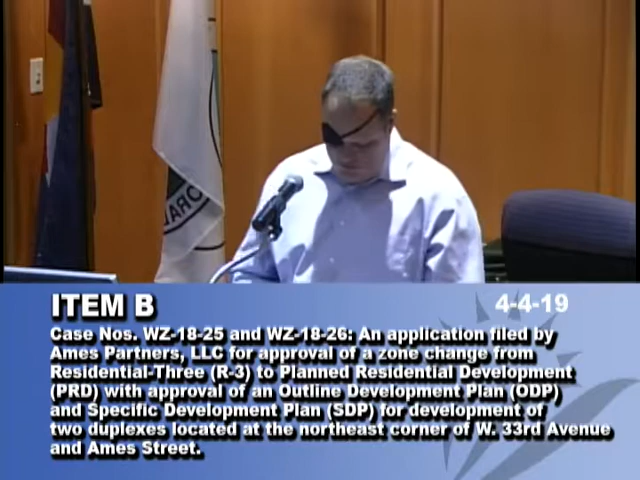 ORAD
ITEM B
4-4-19
Case Nos. WZ-18-25 and WZ-18-26: An application filed by
Ames Partners, LLC for approval of a zone change from
Residential-Three (R-3) to Planned Residential Development
(PRD) with approval of an Outline Development Plan (ODP)
and Specific Development Plan (SDP) for development of
two duplexes located at the northeast corner of W. 33rd Avenue
and Ames Street.